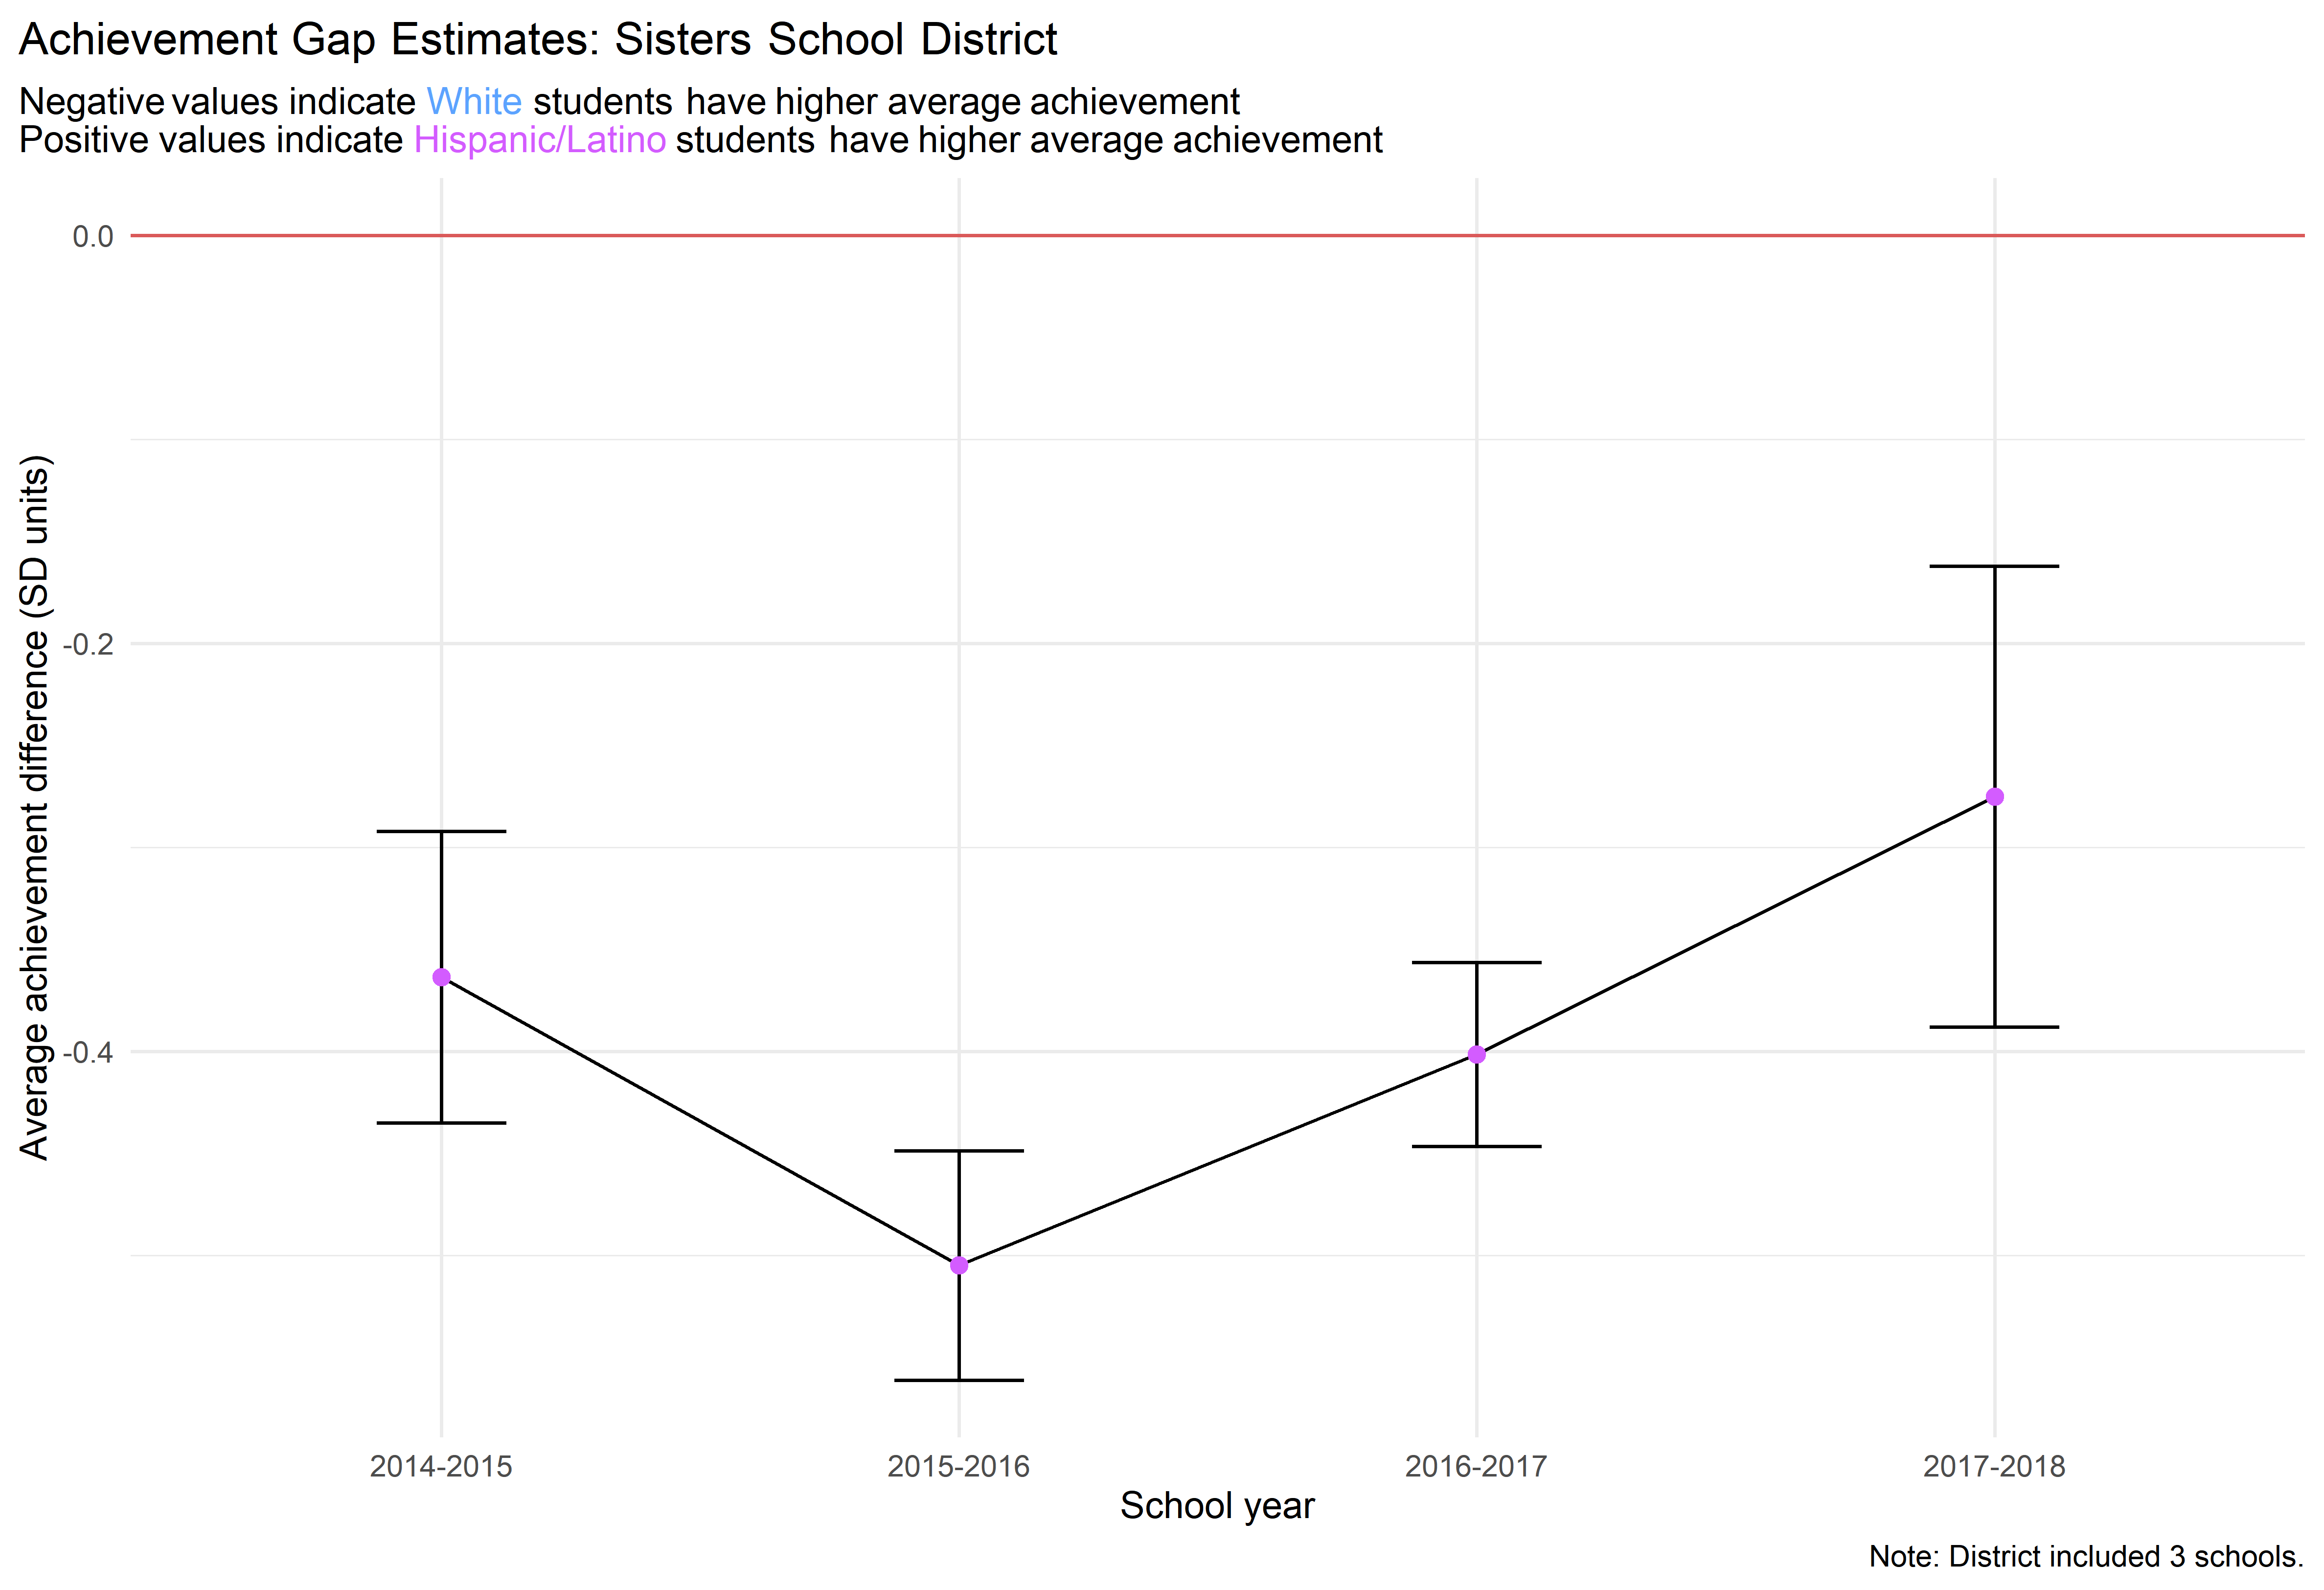 Achievement Gap Estimates: Sisters School District
Negative values indicate White students have higher average achievement
Positive values indicate Hispanic/Latino students have higher average achievement
Average achievement difference (SD units)
0.0
-0.2
-0.4
2014-2015
2015-2016
2016-2017
2017-2018
School year
Note: District included 3 schools.